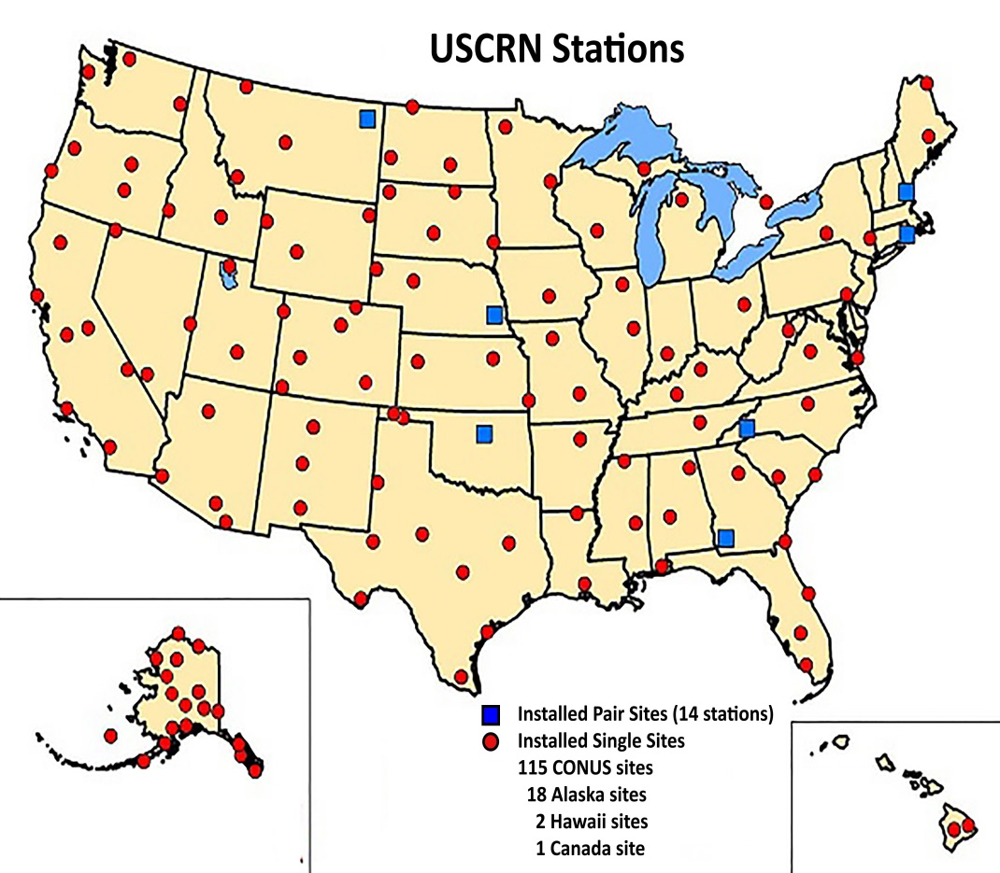 USCRN Stations
Installed Pair Sites (14 stations)
Installed Single Sites
115 CONUS sites
18 Alaska sites
2 Hawaii sites
1 Canada site